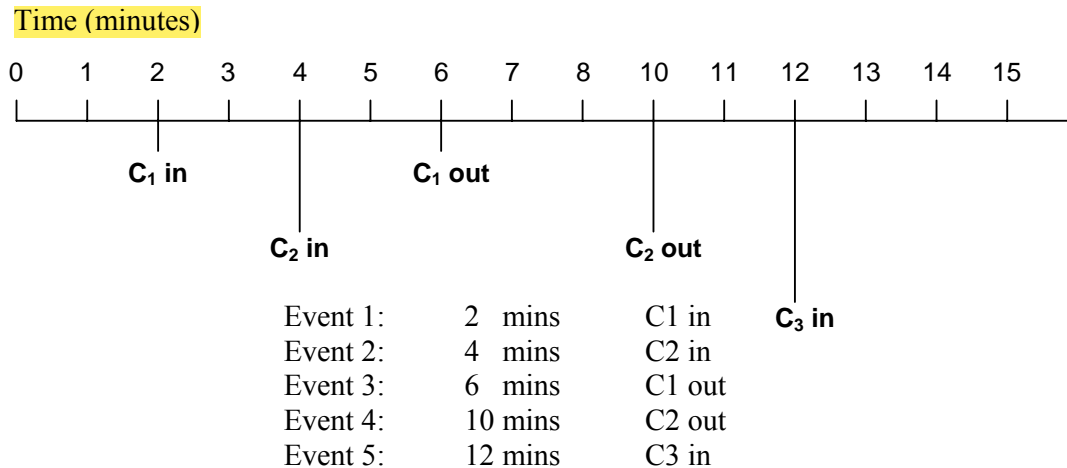 Time (minutes)
0 1 2 3 4 5 6 7 8 9 10 11 12 13 14 15
C₁ in C₁ out
C₂ in C₂ out
C₃ in
Event 1: 2 mins C1 in
Event 2: 4 mins C2 in
Event 3: 6 mins C1 out
Event 4: 10 mins C2 out
Event 5: 12 mins C3 in